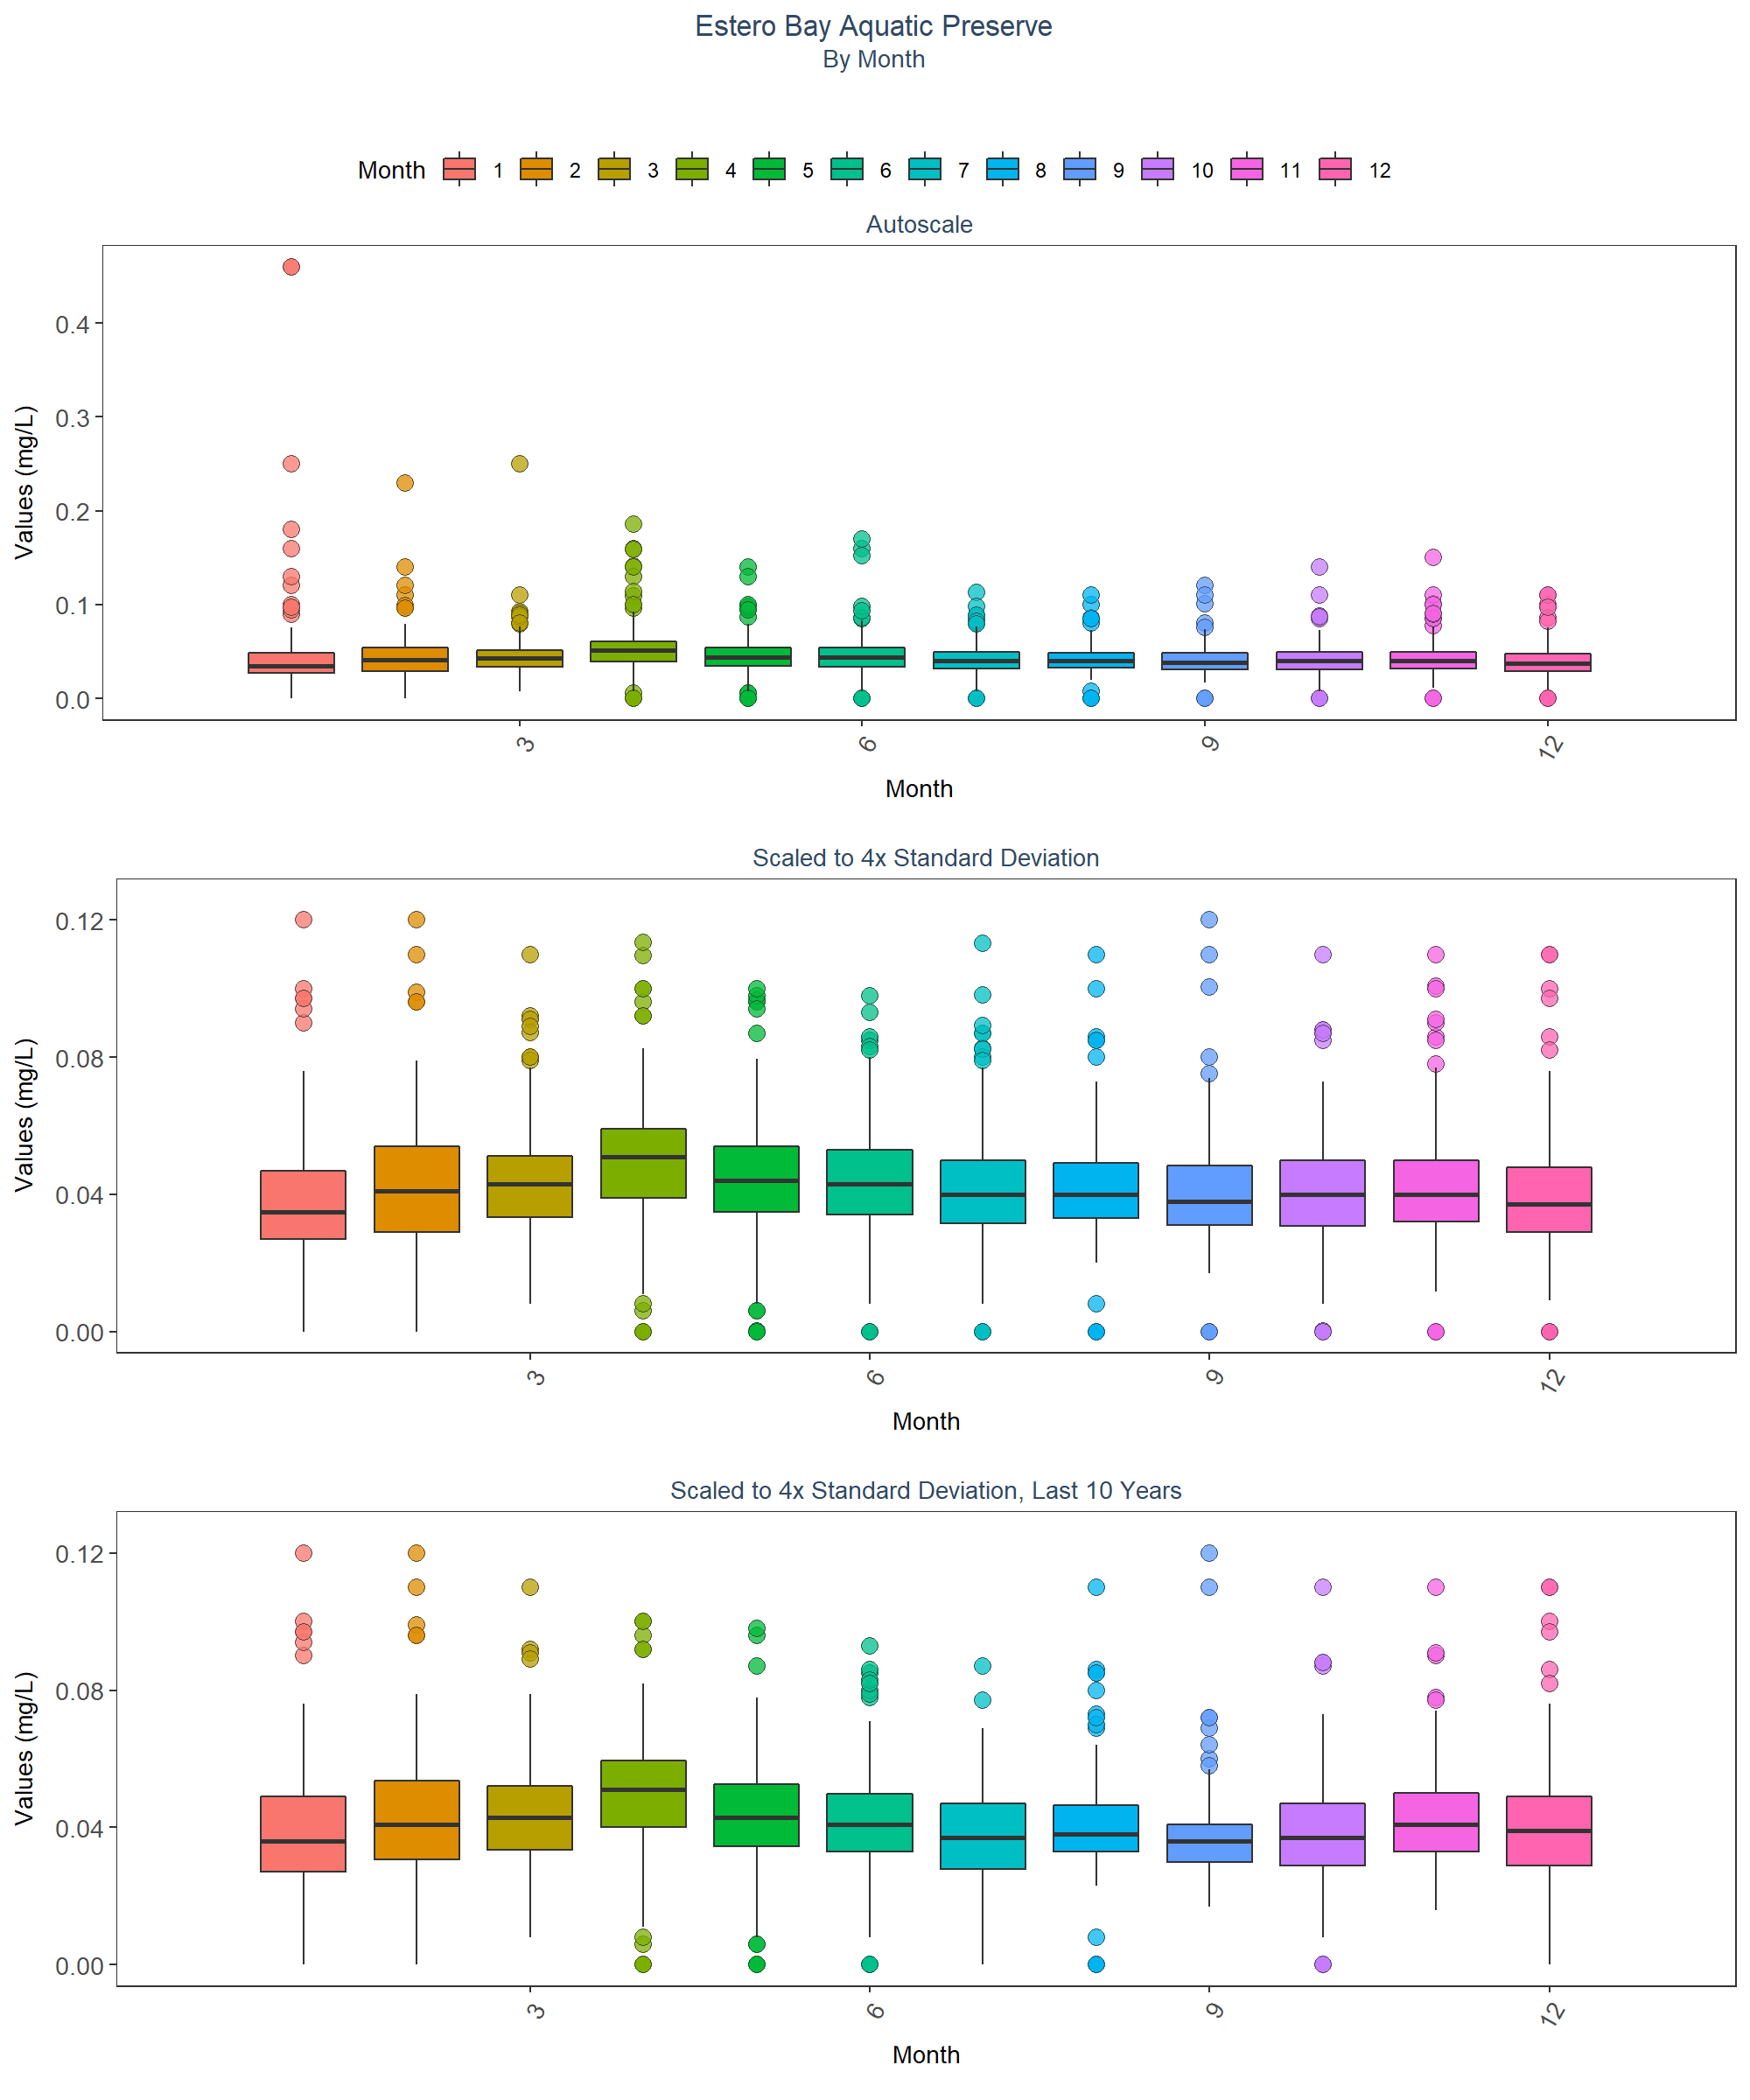 Estero Bay Aquatic Preserve
By Month
Month 1 2 3 4 5 6 7 8 9 10 11 12
Autoscale
Values (mg/L)
0.4
0.3
0.2
0.1
0.0
3 6 9 12
Month
Scaled to 4x Standard Deviation
Values (mg/L)
0.12
0.08
0.04
0.00
3 6 9 12
Month
Scaled to 4x Standard Deviation, Last 10 Years
Values (mg/L)
0.12
0.08
0.04
0.00
3 6 9 12
Month